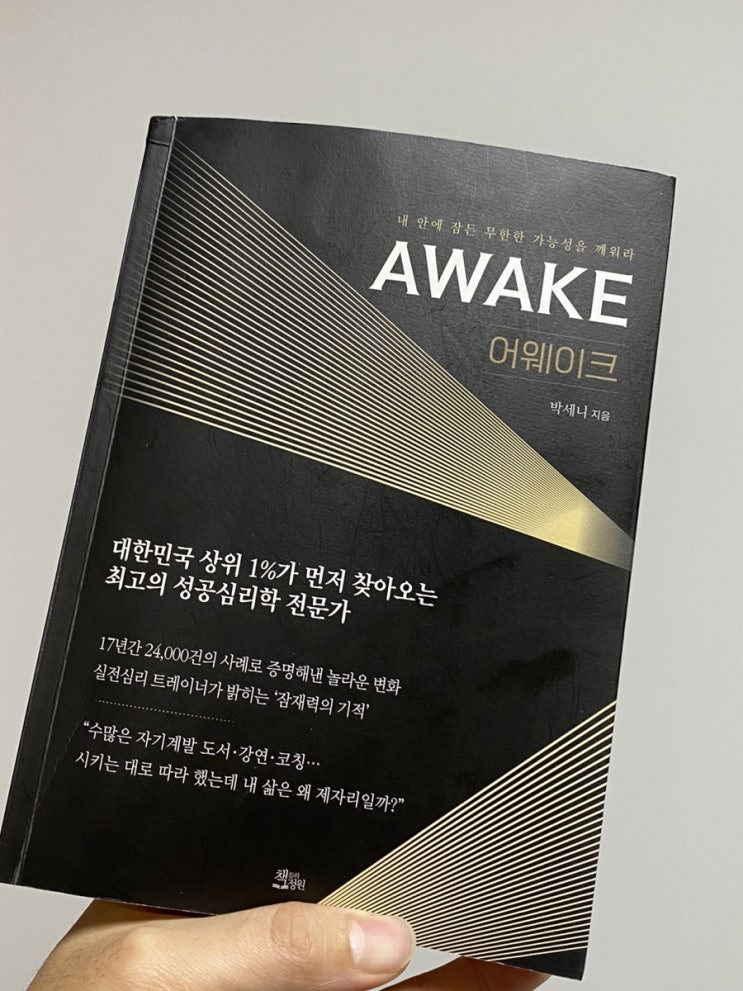 내 안에 잠든 무한한 가능성을 깨워라
AWAKE
어웨이크
박세니 지음
대한민국 상위 1%가 먼저 찾아오는
최고의 성공심리학 전문가
17년간 24,000건의 사례로 증명해낸 놀라운 변화
실전심리 트레이너가 밝히는 ‘잠재력의 기적’
“수많은 자기계발 도서·강연·코칭…
시키는 대로 따라 했는데 내 삶은 왜 제자리일까?”
책들의정원